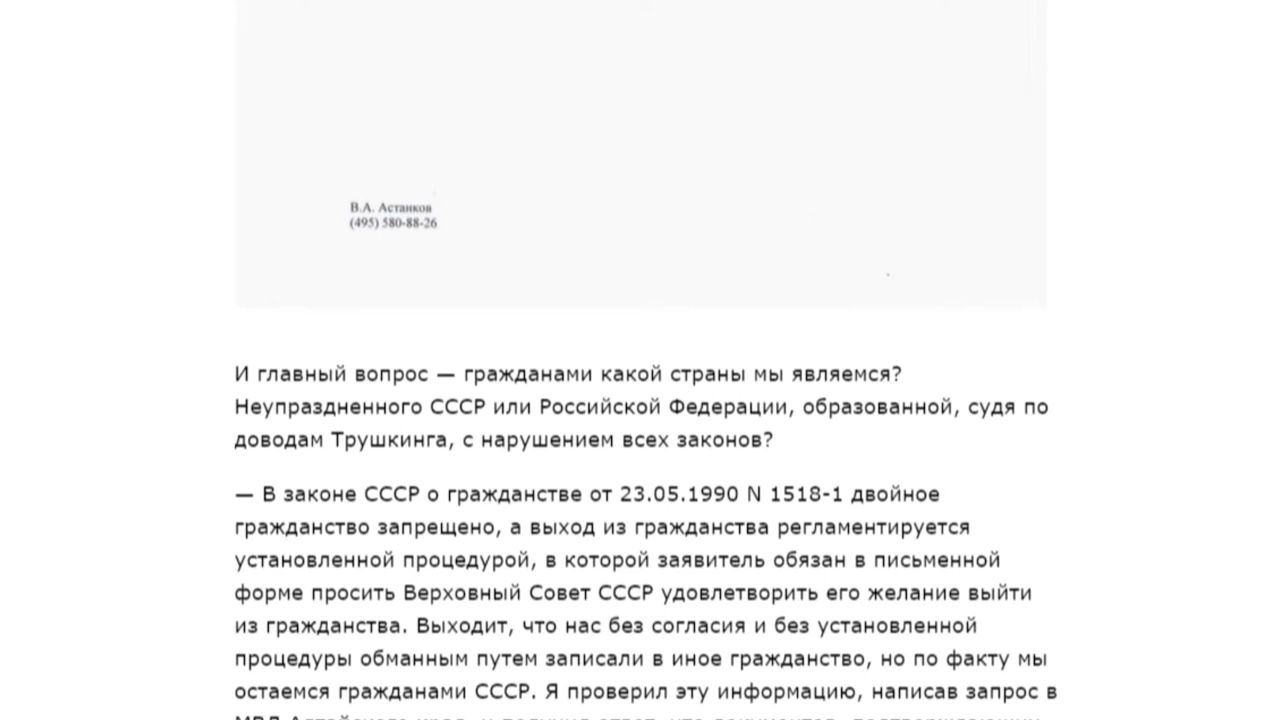 В.А. Астанков
(495) 580-88-26
И главный вопрос — гражданами какой страны мы являемся?
Неупраздненного СССР или Российской Федерации, образованной, судя по
доводам Трушкинга, с нарушением всех законов?
— В законе СССР о гражданстве от 23.05.1990 N 1518-1 двойное
гражданство запрещено, а выход из гражданства регламентируется
установленной процедурой, в которой заявитель обязан в письменной
форме просить Верховный Совет СССР удовлетворить его желание выйти
из гражданства. Выходит, что нас без согласия и без установленной
процедуры обманным путем записали в иное гражданство, но по факту мы
остаемся гражданами СССР. Я проверил эту информацию, написав запрос в